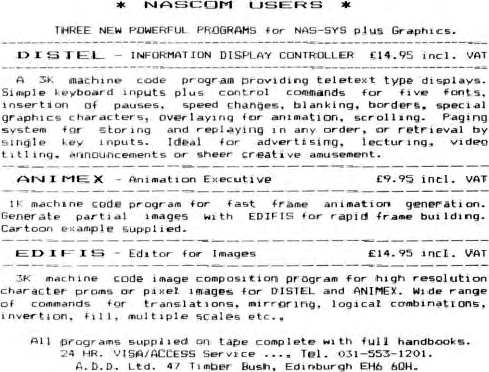 * NASCOM USERS *
THREE NEW POWERFUL PROGRAMS for NAS-SYS plus Graphics.
DISTEL - INFORMATION DISPLAY CONTROLLER £14.95 incl. VAT
A 3K machine code program providing teletext type displays.
Simple keyboard inputs plus control commands for five fonts,
insertion of pauses, speed changes, blanking, borders, special
graphics characters, overlaying for animation, scrolling. Paging
system for storing and replaying in any order, or retrieval by
single key inputs. Ideal for advertising, lecturing, video
titling, announcements or sheer creative amusement.
ANIMEX - Animation Executive £9.95 incl. VAT
1K machine code program for fast frame animation generation.
Generate partial images with EDIFIS for rapid frame building.
Cartoon example supplied.
EDIFIS - Editor for Images £14.95 incl. VAT
3K machine code image composition program for high resolution
character proms or pixel images for DISTEL and ANIMEX. Wide range
of commands for translations, mirroring, logical combinations,
invertion, fill, multiple scales etc.,
All programs supplied on tape complete with full handbooks.
24 HR. VISA/ACCESS Service .... Tel. 031-553-1201.
A.D.D. Ltd. 47 Timber Bush, Edinburgh EH6 6QH.